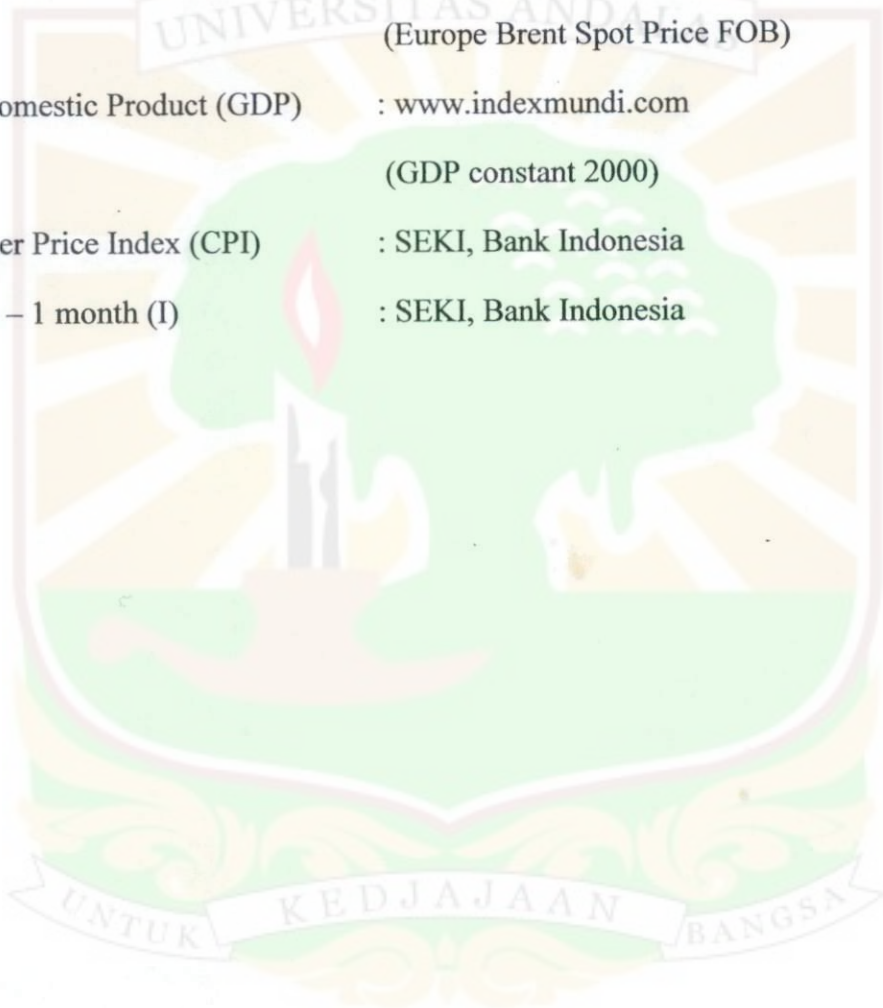 UNIVERSITAS ANDALAS
(Europe Brent Spot Price FOB)
omestic Product (GDP) : www.indexmundi.com
(GDP constant 2000)
er Price Index (CPI) : SEKI, Bank Indonesia
– 1 month (I) : SEKI, Bank Indonesia
UNTUK KEDJAJAAN BANGSA